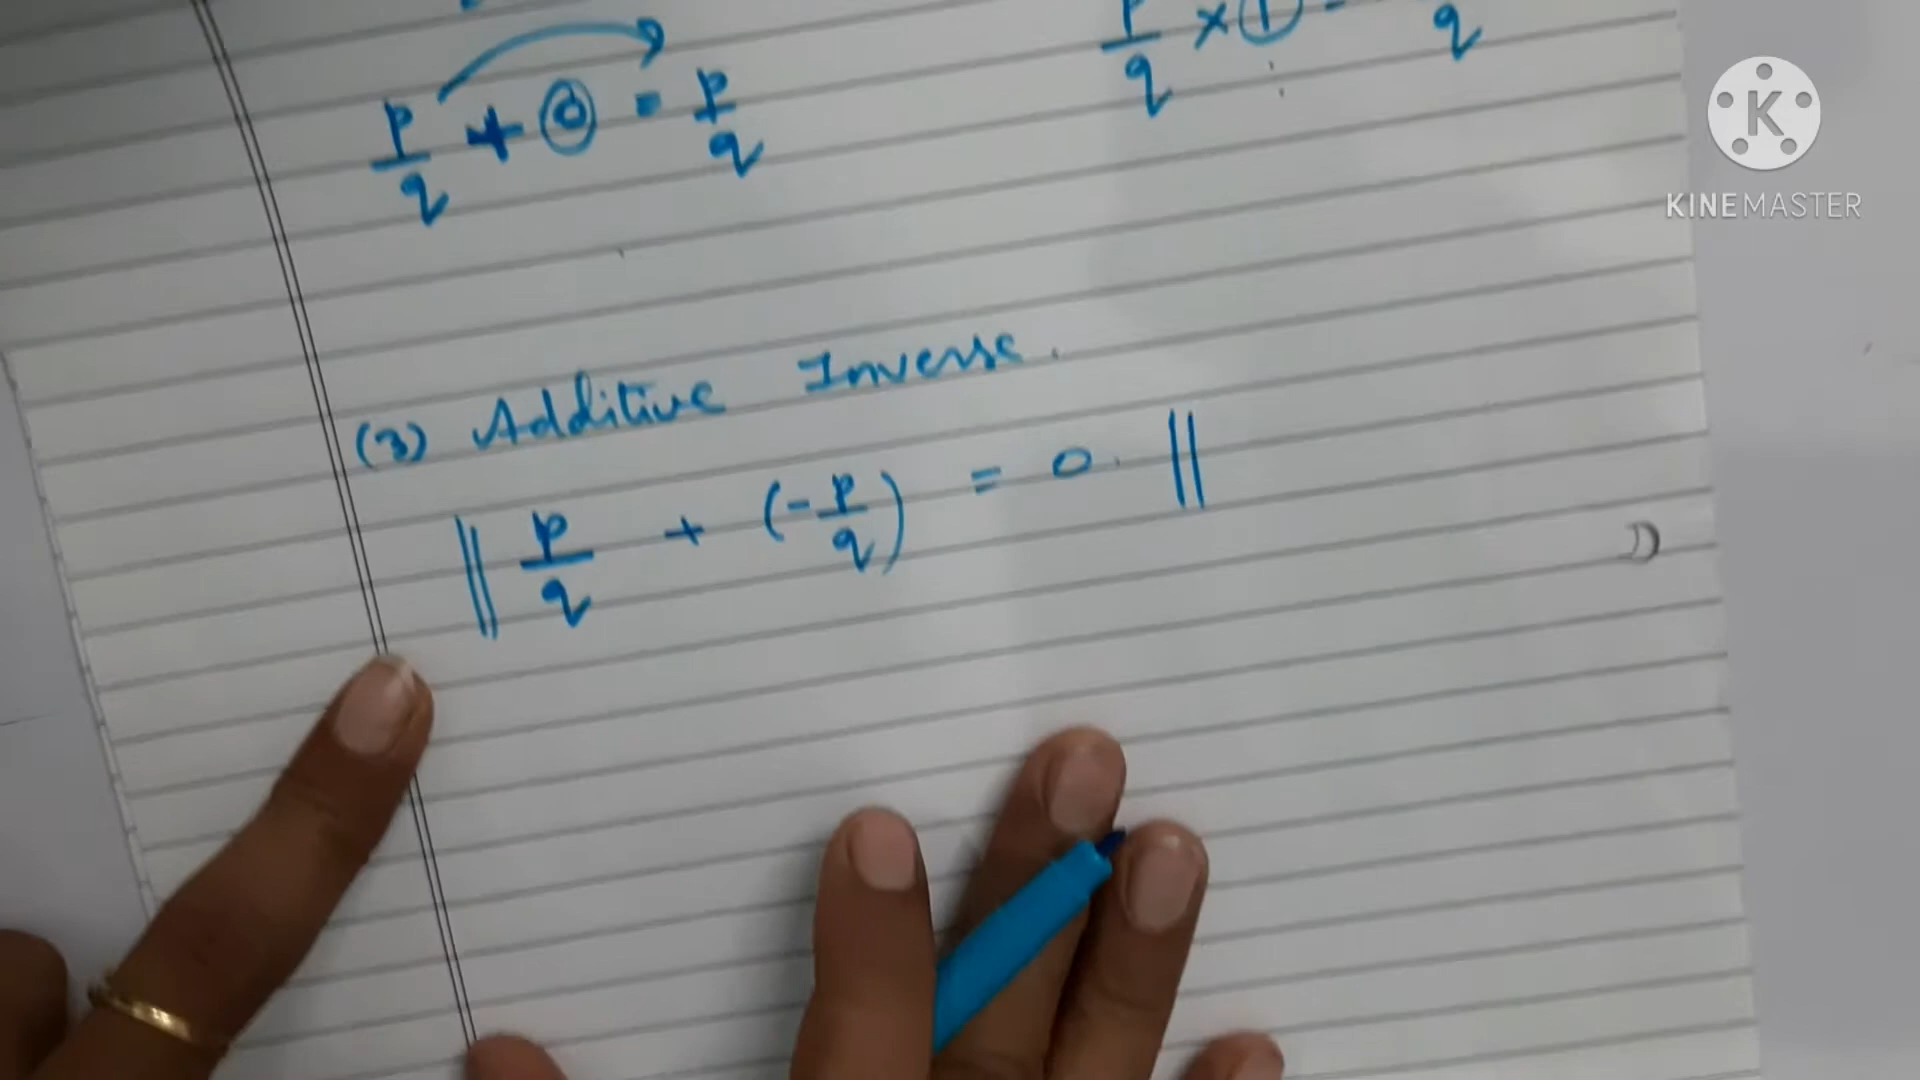 p/q × 1 = /q
p/q + 0 = p/q
K
KINEMASTER
(3) Additive Inverse.
|| p/q + (-p/q) = 0. ||